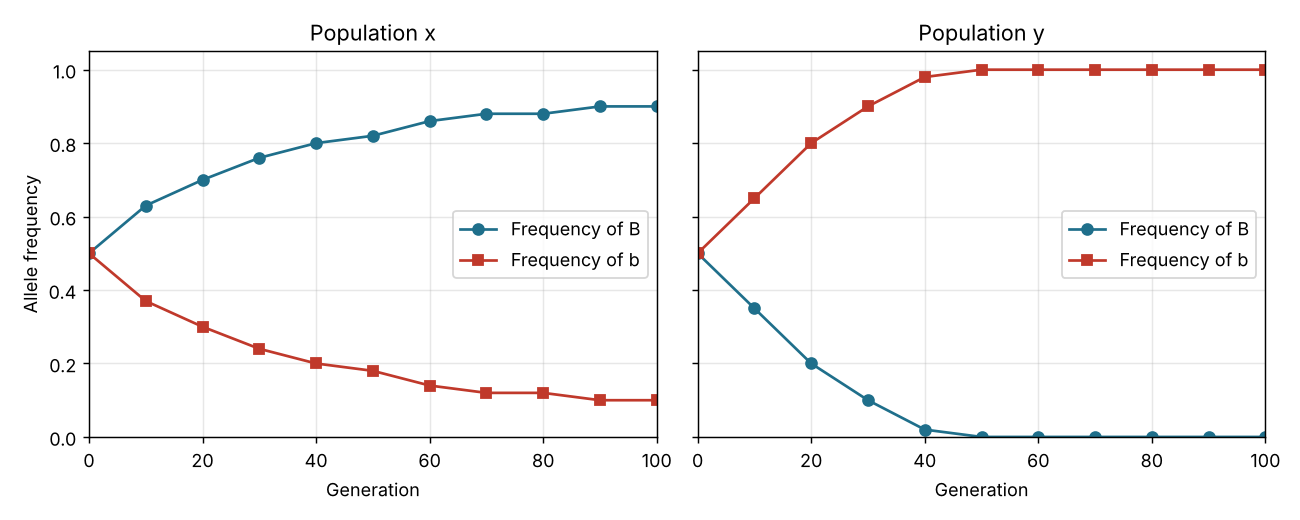 Population x
Population y
Allele frequency
1.0
0.8
0.6
0.4
0.2
0.0
Frequency of B
Frequency of b
0 20 40 60 80 100
Generation
Frequency of B
Frequency of b
0 20 40 60 80 100
Generation